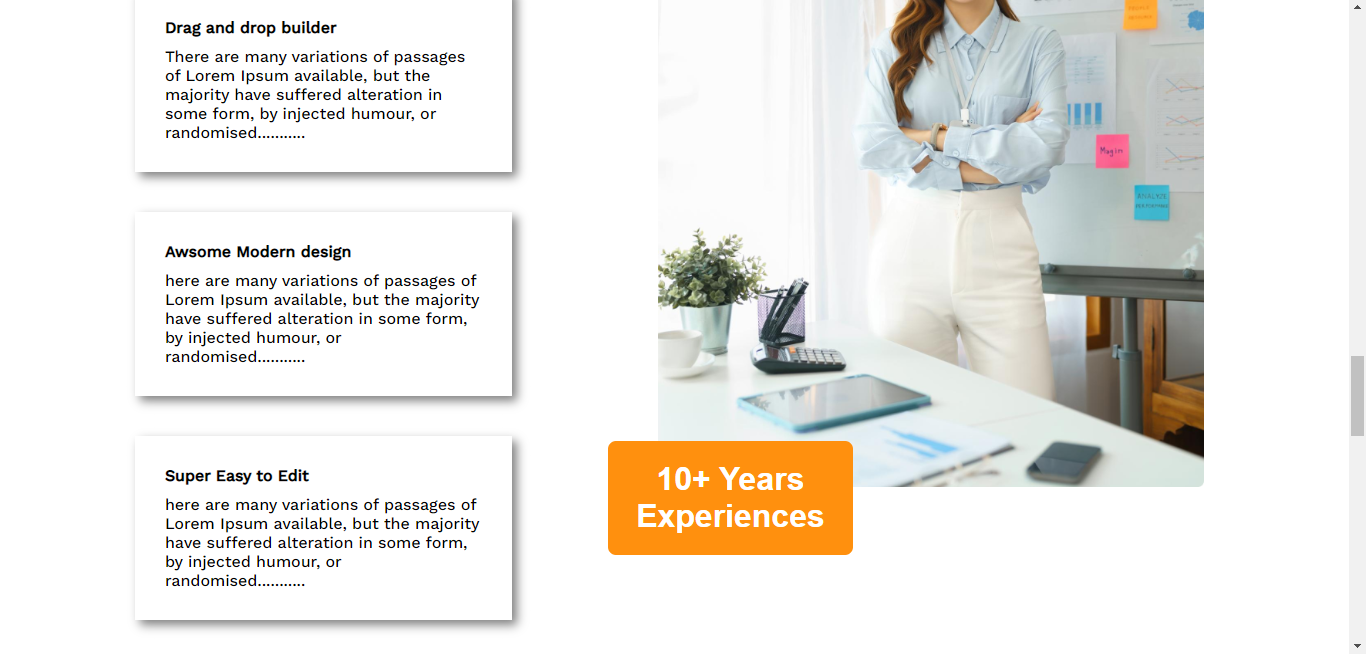 Drag and drop builder
There are many variations of passages
of Lorem Ipsum available, but the
majority have suffered alteration in
some form, by injected humour, or
randomised...........
Awsome Modern design
here are many variations of passages of
Lorem Ipsum available, but the majority
have suffered alteration in some form,
by injected humour, or
randomised...........
Super Easy to Edit
here are many variations of passages of
Lorem Ipsum available, but the majority
have suffered alteration in some form,
by injected humour, or
randomised...........
Margin
ANALYZE
10+ Years
Experiences